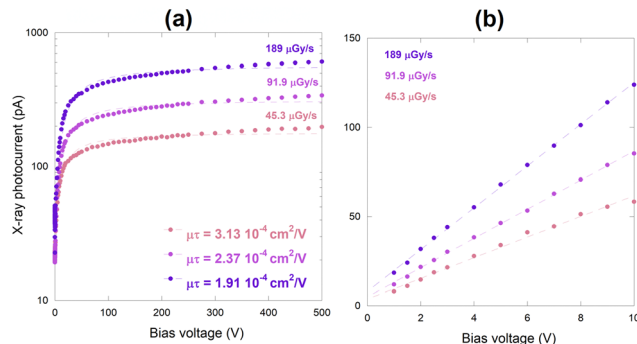 (a)
(b)
1000
100
10
X-ray photocurrent (pA)
189 μGy/s
91.9 μGy/s
45.3 μGy/s
μτ = 3.13 10⁻⁴ cm²/V
μτ = 2.37 10⁻⁴ cm²/V
μτ = 1.91 10⁻⁴ cm²/V
0 100 200 300 400 500
Bias voltage (V)
150
100
50
0
189 μGy/s
91.9 μGy/s
45.3 μGy/s
0 2 4 6 8 10
Bias voltage (V)